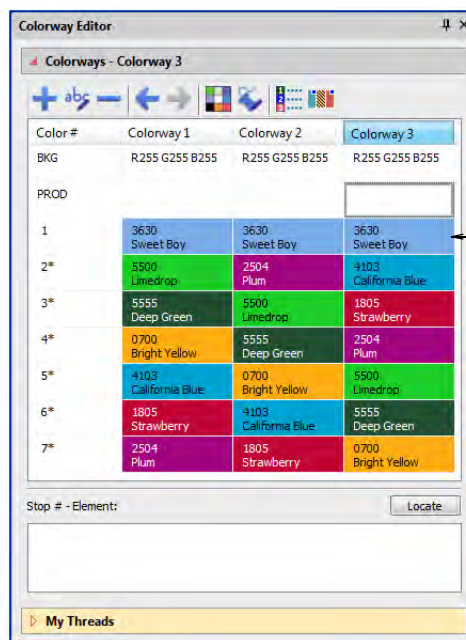 Colorway Editor
Colorways - Colorway 3
abc
Color # Colorway 1 Colorway 2 Colorway 3
BKG R255 G255 B255 R255 G255 B255 R255 G255 B255
PROD
1 3630 3630 3630
Sweet Boy Sweet Boy Sweet Boy
2* 5500 2504 4103
Limedrop Plum California Blue
3* 5555 5500 1805
Deep Green Limedrop Strawberry
4* 0700 5555 2504
Bright Yellow Deep Green Plum
5* 4103 0700 5500
California Blue Bright Yellow Limedrop
6* 1805 4103 5555
Strawberry California Blue Deep Green
7* 2504 1805 0700
Plum Strawberry Bright Yellow
Stop # - Element: Locate
My Threads